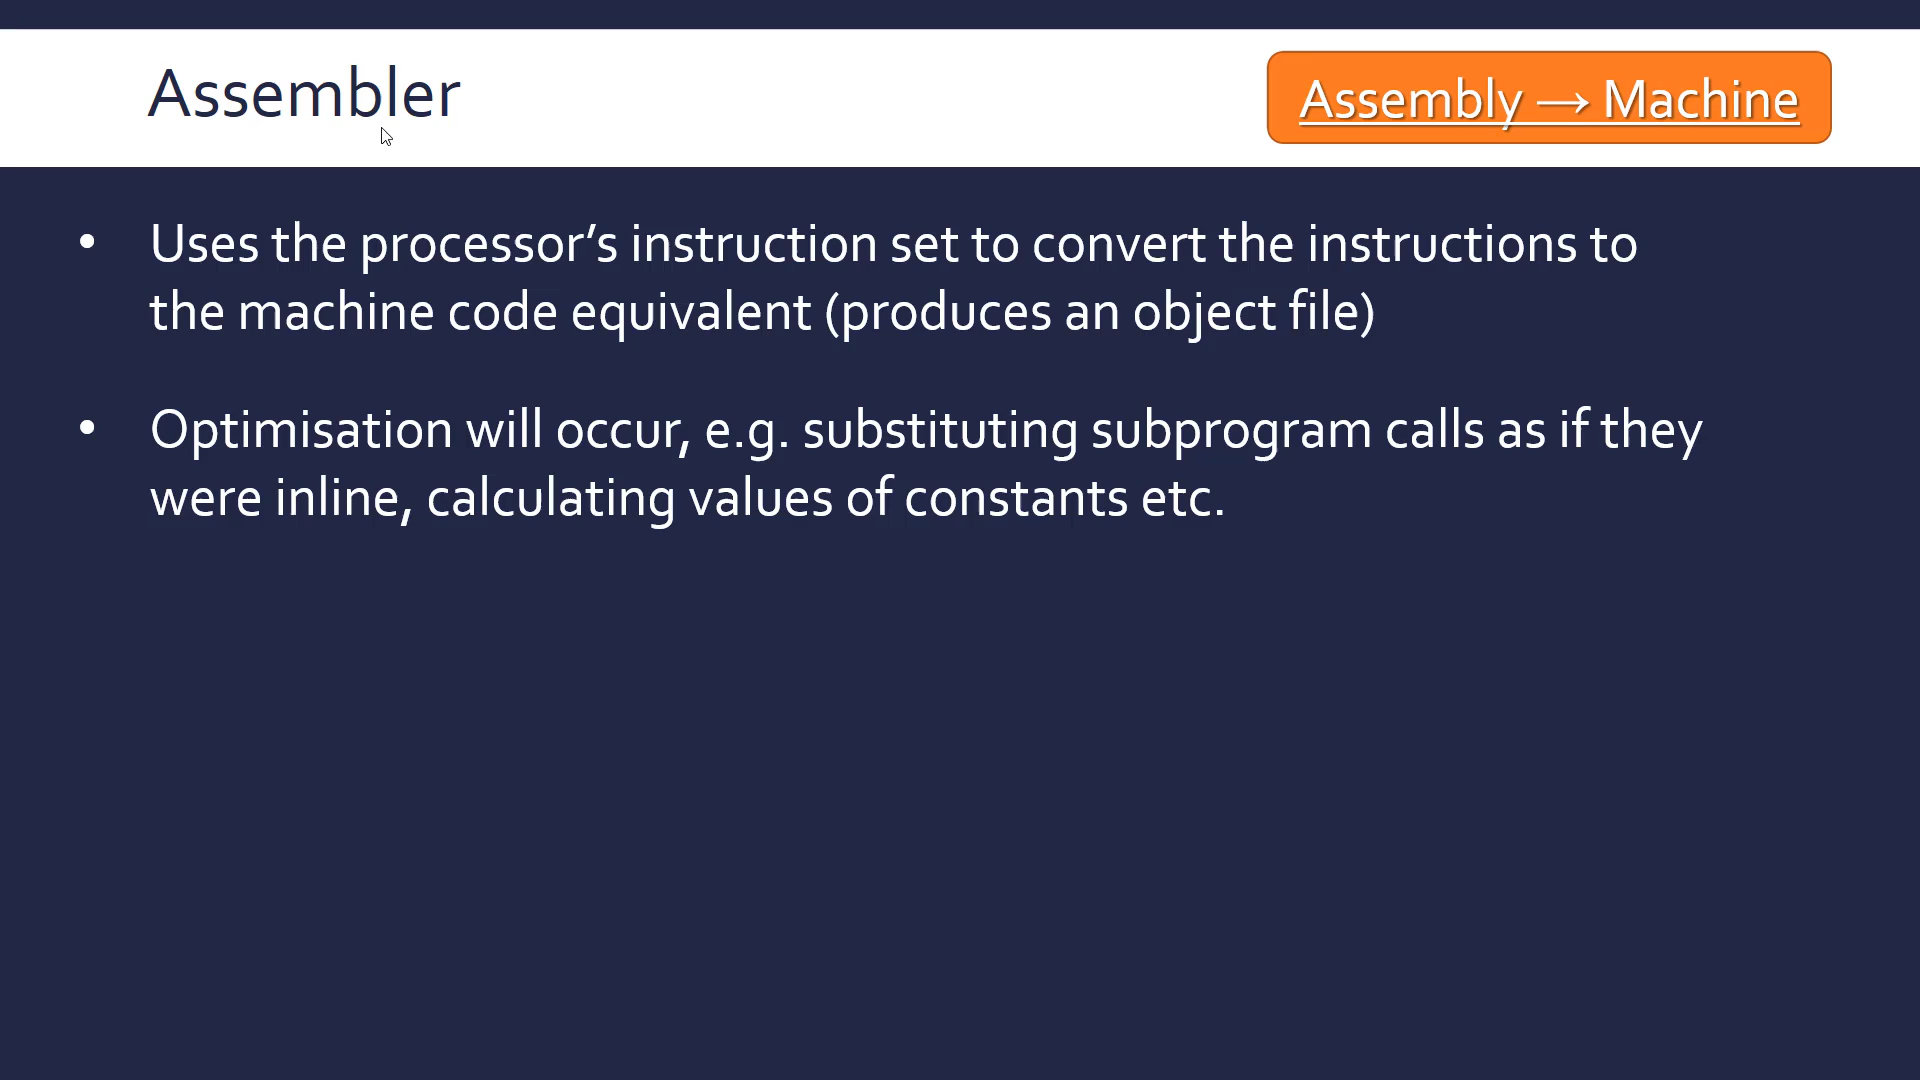 Assembler
Assembly → Machine
• Uses the processor’s instruction set to convert the instructions to
the machine code equivalent (produces an object file)
• Optimisation will occur, e.g. substituting subprogram calls as if they
were inline, calculating values of constants etc.